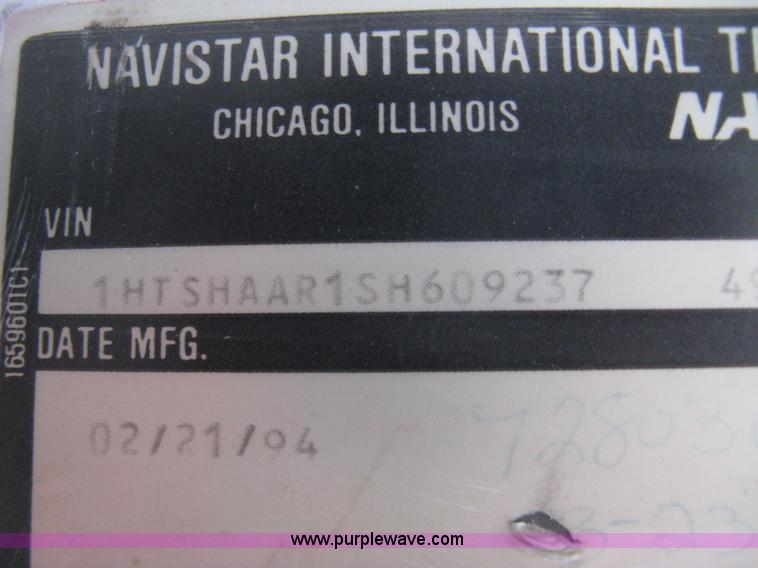 NAVISTAR INTERNATIONAL
CHICAGO, ILLINOIS
VIN
1HTSHAAR1SH609237
1659601C1
DATE MFG.
02/21/94
www.purplewave.com